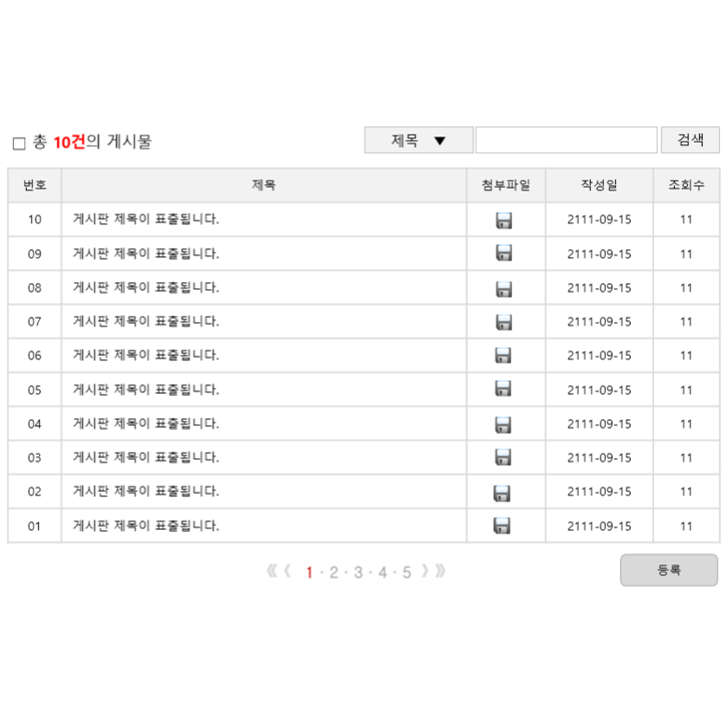 총 10건의 게시물 제목 ▼ 검색
번호 제목 첨부파일 작성일 조회수
10 게시판 제목이 표출됩니다. 2111-09-15 11
09 게시판 제목이 표출됩니다. 2111-09-15 11
08 게시판 제목이 표출됩니다. 2111-09-15 11
07 게시판 제목이 표출됩니다. 2111-09-15 11
06 게시판 제목이 표출됩니다. 2111-09-15 11
05 게시판 제목이 표출됩니다. 2111-09-15 11
04 게시판 제목이 표출됩니다. 2111-09-15 11
03 게시판 제목이 표출됩니다. 2111-09-15 11
02 게시판 제목이 표출됩니다. 2111-09-15 11
01 게시판 제목이 표출됩니다. 2111-09-15 11
《〈 1 · 2 · 3 · 4 · 5 〉》 등록